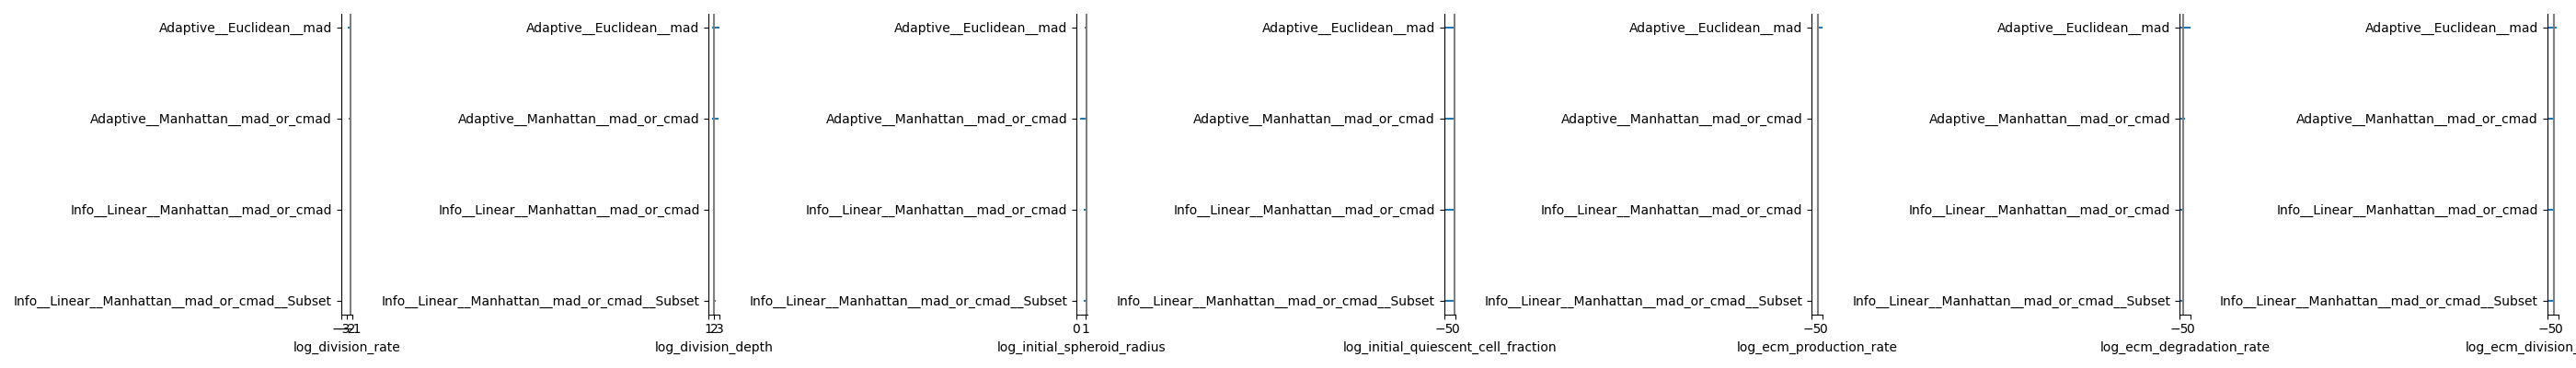 Adaptive__Euclidean__mad Adaptive__Euclidean__mad Adaptive__Euclidean__mad Adaptive__Euclidean__mad Adaptive__Euclidean__mad Adaptive__Euclidean__mad Adaptive__Euclidean__mad
Adaptive__Manhattan__mad_or_cmad Adaptive__Manhattan__mad_or_cmad Adaptive__Manhattan__mad_or_cmad Adaptive__Manhattan__mad_or_cmad Adaptive__Manhattan__mad_or_cmad Adaptive__Manhattan__mad_or_cmad Adaptive__Manhattan__mad_or_cmad
Info__Linear__Manhattan__mad_or_cmad Info__Linear__Manhattan__mad_or_cmad Info__Linear__Manhattan__mad_or_cmad Info__Linear__Manhattan__mad_or_cmad Info__Linear__Manhattan__mad_or_cmad Info__Linear__Manhattan__mad_or_cmad Info__Linear__Manhattan__mad_or_cmad
Info__Linear__Manhattan__mad_or_cmad__Subset Info__Linear__Manhattan__mad_or_cmad__Subset Info__Linear__Manhattan__mad_or_cmad__Subset Info__Linear__Manhattan__mad_or_cmad__Subset Info__Linear__Manhattan__mad_or_cmad__Subset Info__Linear__Manhattan__mad_or_cmad__Subset Info__Linear__Manhattan__mad_or_cmad__Subset
1 2 3 0 1 −5 0 −5 0 −5 0 −5 0
log_division_rate log_division_depth log_initial_spheroid_radius log_initial_quiescent_cell_fraction log_ecm_production_rate log_ecm_degradation_rate log_ecm_division_